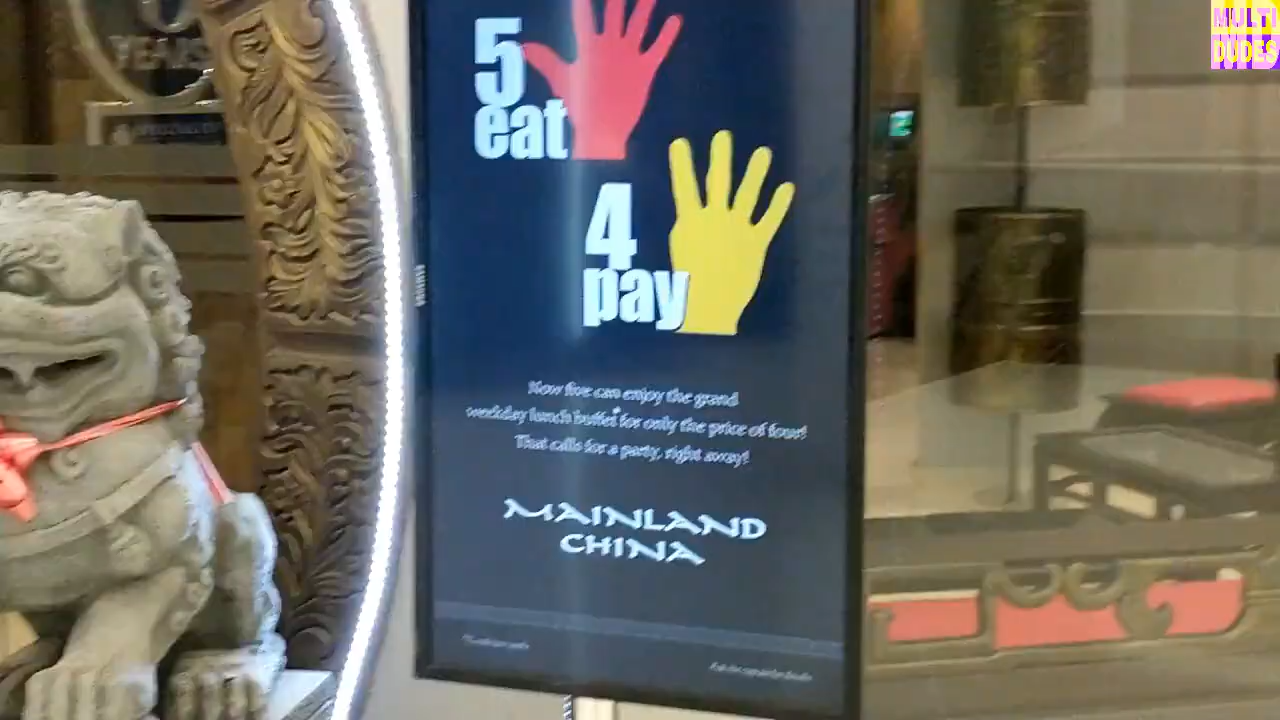 MULTI
DUDES
YEARS
5
eat
4
pay
Now five can enjoy the grand
weekday lunch buffet for only the price of four!
That calls for a party, right away!
MAINLAND
CHINA